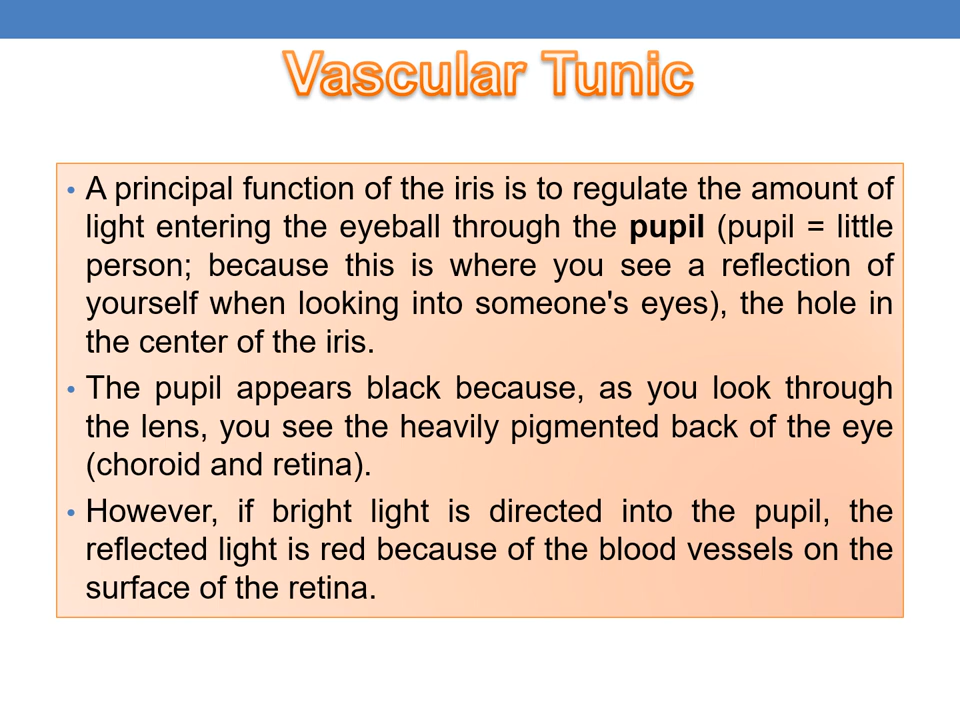 Vascular Tunic
• A principal function of the iris is to regulate the amount of
light entering the eyeball through the pupil (pupil = little
person; because this is where you see a reflection of
yourself when looking into someone's eyes), the hole in
the center of the iris.
• The pupil appears black because, as you look through
the lens, you see the heavily pigmented back of the eye
(choroid and retina).
• However, if bright light is directed into the pupil, the
reflected light is red because of the blood vessels on the
surface of the retina.